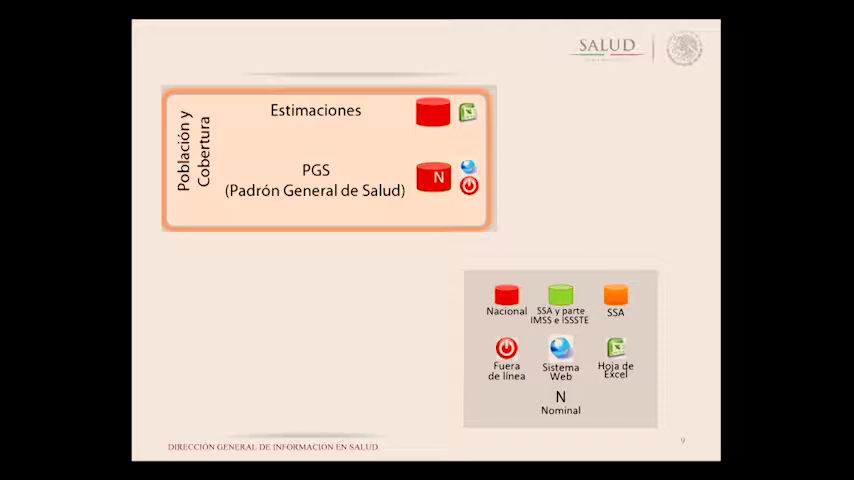 SALUD
Población y
Cobertura
Estimaciones
PGS
(Padrón General de Salud)
N
Nacional
SSA y parte
IMSS e ISSSTE
SSA
Fuera
de línea
Sistema
Web
Hoja de
Excel
N
Nominal
DIRECCIÓN GENERAL DE INFORMACION EN SALUD
9